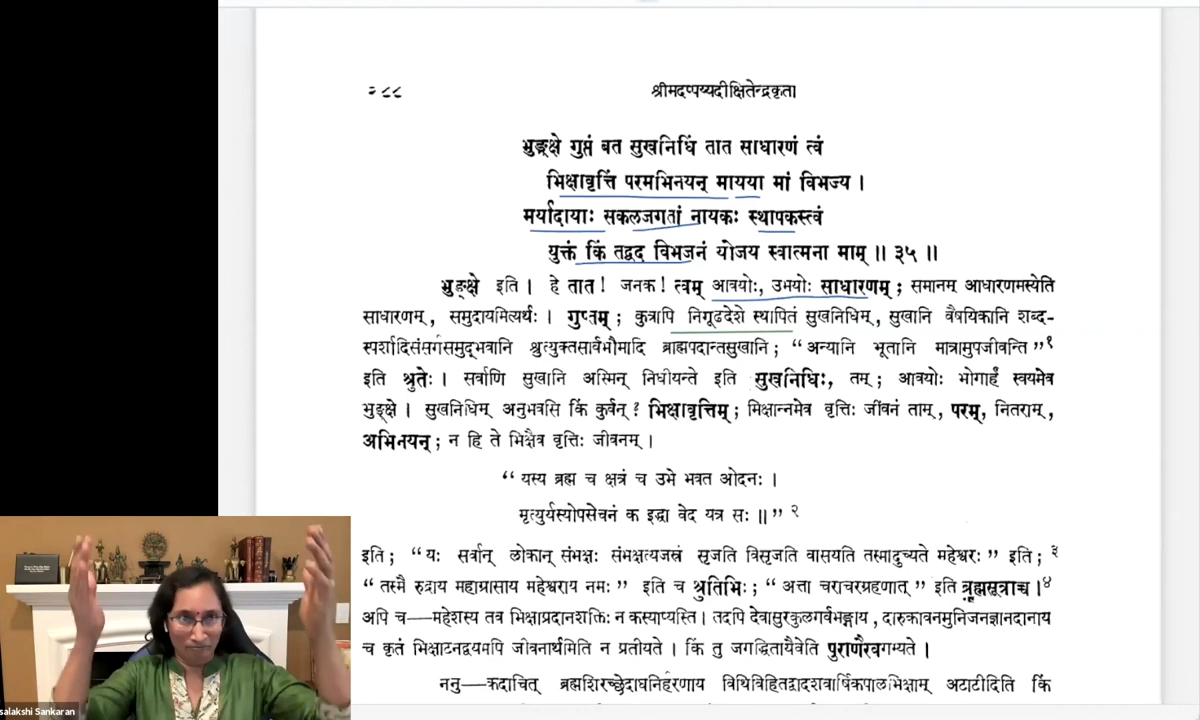 २८८ श्रीमदप्पय्यदीक्षितेन्द्रकृता
भुङ्क्षे गुप्तं बत सुखनिधिं तात साधारणं त्वं
भिक्षावृत्तिं परमभिनयन् मायया मां विभज्य ।
मर्यादायाः सकलजगतां नायकः स्थापकस्त्वं
युक्तं किं तद्वद विभजनं योजय स्वात्मना माम् ॥ ३५ ॥
भुङ्क्षे इति । हे तात ! जनक ! त्वम् आवयोः, उभयोः साधारणम् ; समानम् आधारणमस्येति
साधारणम् , समुदायमित्यर्थः । गुप्तम् ; कुत्रापि निगूढदेशे स्थापितं सुखनिधिम् , सुखानि वैषयिकानि शब्द-
स्पर्शादिसंसर्गसमुद्भवानि श्रुत्युक्तसार्वभौमादि ब्राह्मपदान्तसुखानि ; “ अन्यानि भूतानि मात्रामुपजीवन्ति ” १
इति श्रुतेः । सर्वाणि सुखानि अस्मिन् निधीयन्ते इति सुखनिधिः, तम् ; आवयोः भोगार्हं स्वयमेव
भुङ्क्षे । सुखनिधिम् अनुभवसि किं कुर्वन् ? भिक्षावृत्तिम् ; भिक्षान्नमेव वृत्तिः जीवनं ताम् , परम् , नितराम् ,
अभिनयन् ; न हि ते भिक्षैव वृत्तिः जीवनम् ।
“ यस्य ब्रह्म च क्षत्रं च उभे भवत ओदनः ।
मृत्युर्यस्योपसेचनं क इद्धा वेद यत्र सः ॥ ” २
इति ; “ यः सर्वान् लोकान् संभक्षः संभक्षत्यजस्रं सृजति विसृजति वासयति तस्मादुच्यते महेश्वरः ” इति ; ३
“ तस्मै रुद्राय महाग्रासाय महेश्वराय नमः ” इति च श्रुतिभिः ; “ अत्ता चराचरग्रहणात् ” इति ब्रह्मसूत्राच्च । ४
अपि च—महेशस्य तत्र भिक्षाप्रदानशक्तिः न कस्याप्यस्ति । तदपि देवासुरकुलगर्वभङ्गाय , दारुकावनमुनिजनज्ञानदानाय
च कृतं भिक्षाटनद्वयमपि जीवनार्थमिति न प्रतीयते । किं तु जगद्धितायैवेति पुराणैरवगम्यते ।
ननु—कदाचित् ब्रह्मशिरच्छेदाघनिर्हरणाय विधिविहितद्वादशवार्षिकपालभिक्षाम् अटाटीदिति किं
salakshi Sankaran